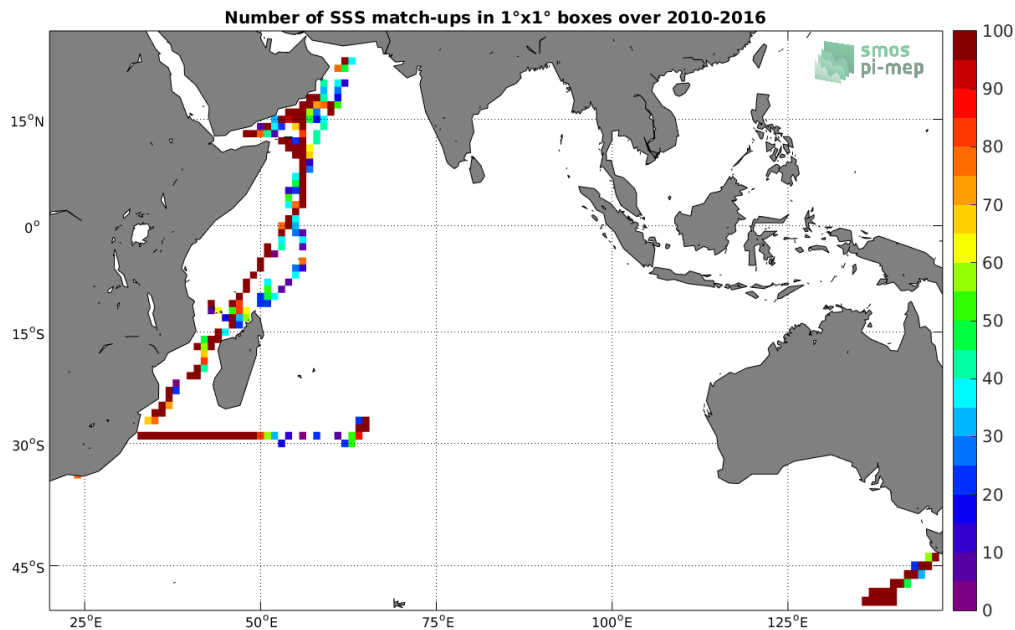 Number of SSS match-ups in 1°x1° boxes over 2010-2016
smos
pi-mep
100
90
80
70
60
50
40
30
20
10
0
15°N
0°
15°S
30°S
45°S
25°E
50°E
75°E
100°E
125°E